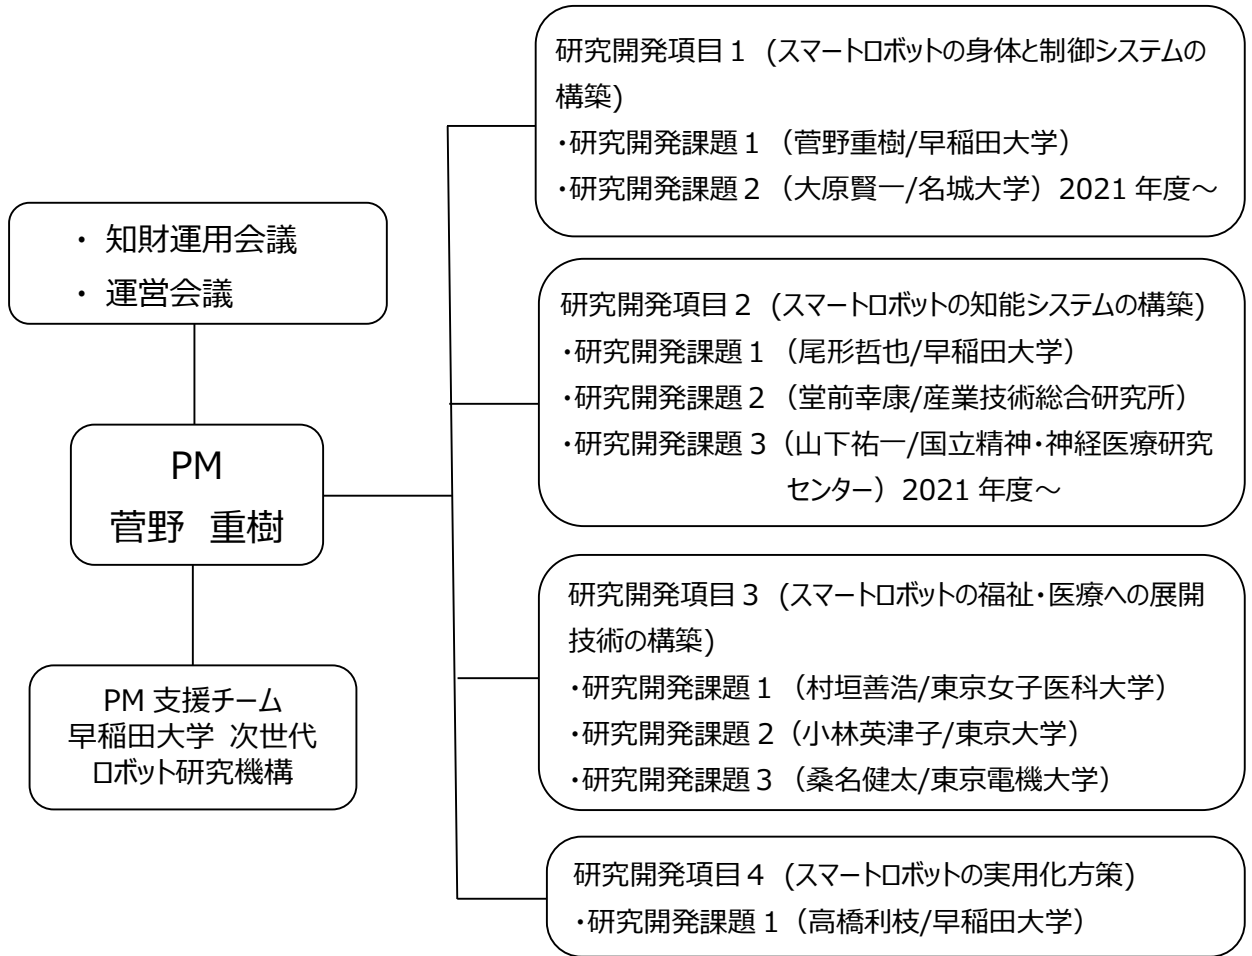 ・ 知財運用会議
・ 運営会議
PM
菅野 重樹
PM 支援チーム
早稲田大学 次世代
ロボット研究機構
研究開発項目１ (スマートロボットの身体と制御システムの
構築)
・研究開発課題１（菅野重樹/早稲田大学）
・研究開発課題２（大原賢一/名城大学）2021 年度～
研究開発項目２ (スマートロボットの知能システムの構築)
・研究開発課題１（尾形哲也/早稲田大学）
・研究開発課題２（堂前幸康/産業技術総合研究所）
・研究開発課題３（山下祐一/国立精神・神経医療研究
センター）2021 年度～
研究開発項目３ (スマートロボットの福祉・医療への展開
技術の構築)
・研究開発課題１（村垣善浩/東京女子医科大学）
・研究開発課題２（小林英津子/東京大学）
・研究開発課題３（桑名健太/東京電機大学）
研究開発項目４ (スマートロボットの実用化方策)
・研究開発課題１（高橋利枝/早稲田大学）